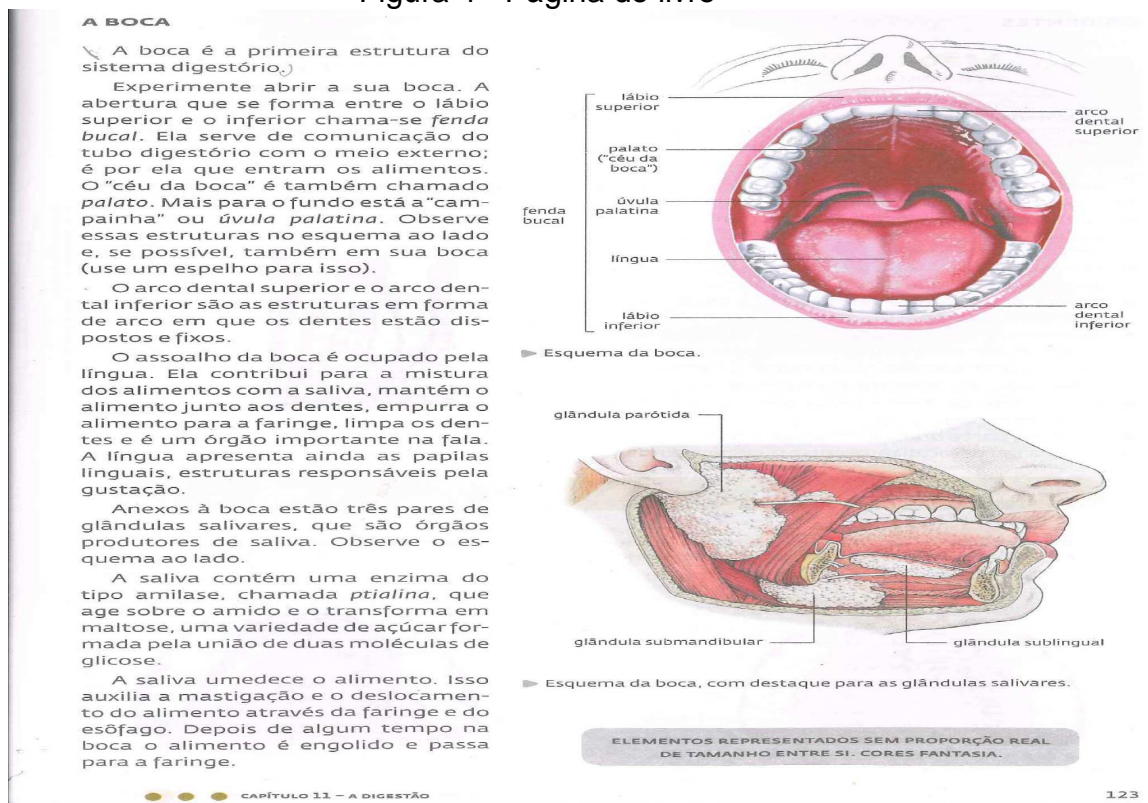 A BOCA
A boca é a primeira estrutura do
sistema digestório.
Experimente abrir a sua boca. A
abertura que se forma entre o lábio
superior e o inferior chama-se fenda
bucal. Ela serve de comunicação do
tubo digestório com o meio externo;
é por ela que entram os alimentos.
O "céu da boca" é também chamado
palato. Mais para o fundo está a "cam-
painha" ou úvula palatina. Observe
essas estruturas no esquema ao lado
e, se possível, também em sua boca
(use um espelho para isso).
O arco dental superior e o arco den-
tal inferior são as estruturas em forma
de arco em que os dentes estão dis-
postos e fixos.
O assoalho da boca é ocupado pela
língua. Ela contribui para a mistura
dos alimentos com a saliva, mantém o
alimento junto aos dentes, empurra o
alimento para a faringe, limpa os den-
tes e é um órgão importante na fala.
A língua apresenta ainda as papilas
linguais, estruturas responsáveis pela
gustação.
Anexos à boca estão três pares de
glândulas salivares, que são órgãos
produtores de saliva. Observe o es-
quema ao lado.
A saliva contém uma enzima do
tipo amilase, chamada ptialina, que
age sobre o amido e o transforma em
maltose, uma variedade de açúcar for-
mada pela união de duas moléculas de
glicose.
A saliva umedece o alimento. Isso
auxilia a mastigação e o deslocamen-
to do alimento através da faringe e do
esôfago. Depois de algum tempo na
boca o alimento é engolido e passa
para a faringe.
fenda
bucal
lábio
superior
palato
("céu da
boca")
úvula
palatina
língua
lábio
inferior
arco
dental
superior
arco
dental
inferior
Esquema da boca.
glândula parótida
glândula submandibular
glândula sublingual
Esquema da boca, com destaque para as glândulas salivares.
ELEMENTOS REPRESENTADOS SEM PROPORÇÃO REAL
DE TAMANHO ENTRE SI. CORES FANTASIA.
CAPÍTULO 11 – A DIGESTÃO
123